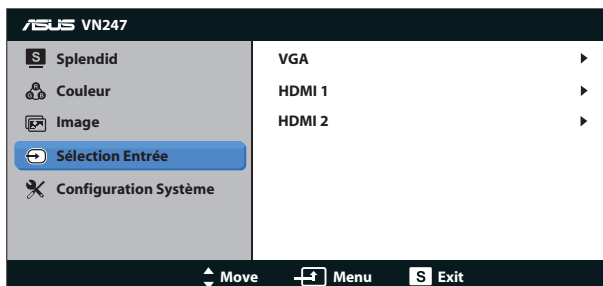 ASUS VN247
S Splendid
Couleur
Image
Sélection Entrée
Configuration Système
VGA
HDMI 1
HDMI 2
Move Menu S Exit